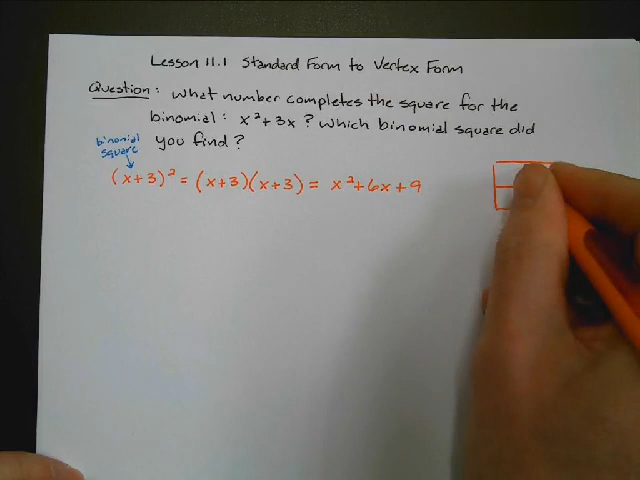 Lesson 11.1 Standard Form to Vertex Form
Question: What number completes the square for the
binomial: x² + 3x? Which binomial square did
you find?
binomial
square
(x+3)² = (x+3)(x+3) = x² + 6x + 9